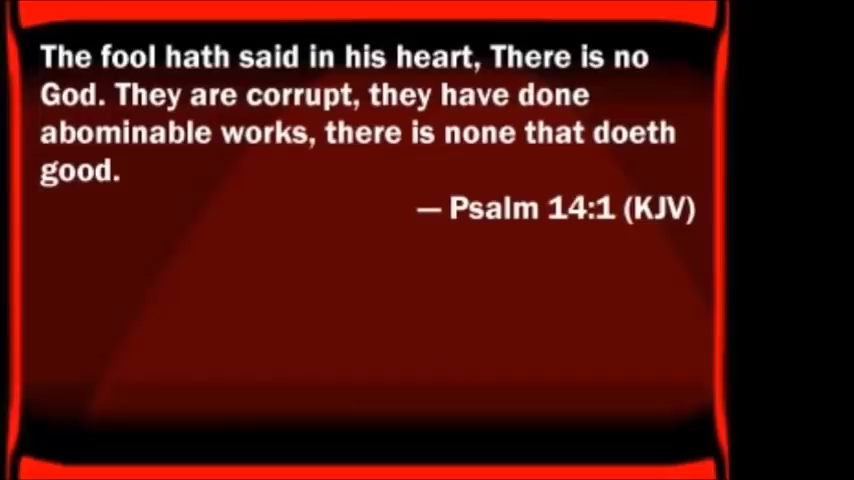 The fool hath said in his heart, There is no
God. They are corrupt, they have done
abominable works, there is none that doeth
good.
— Psalm 14:1 (KJV)